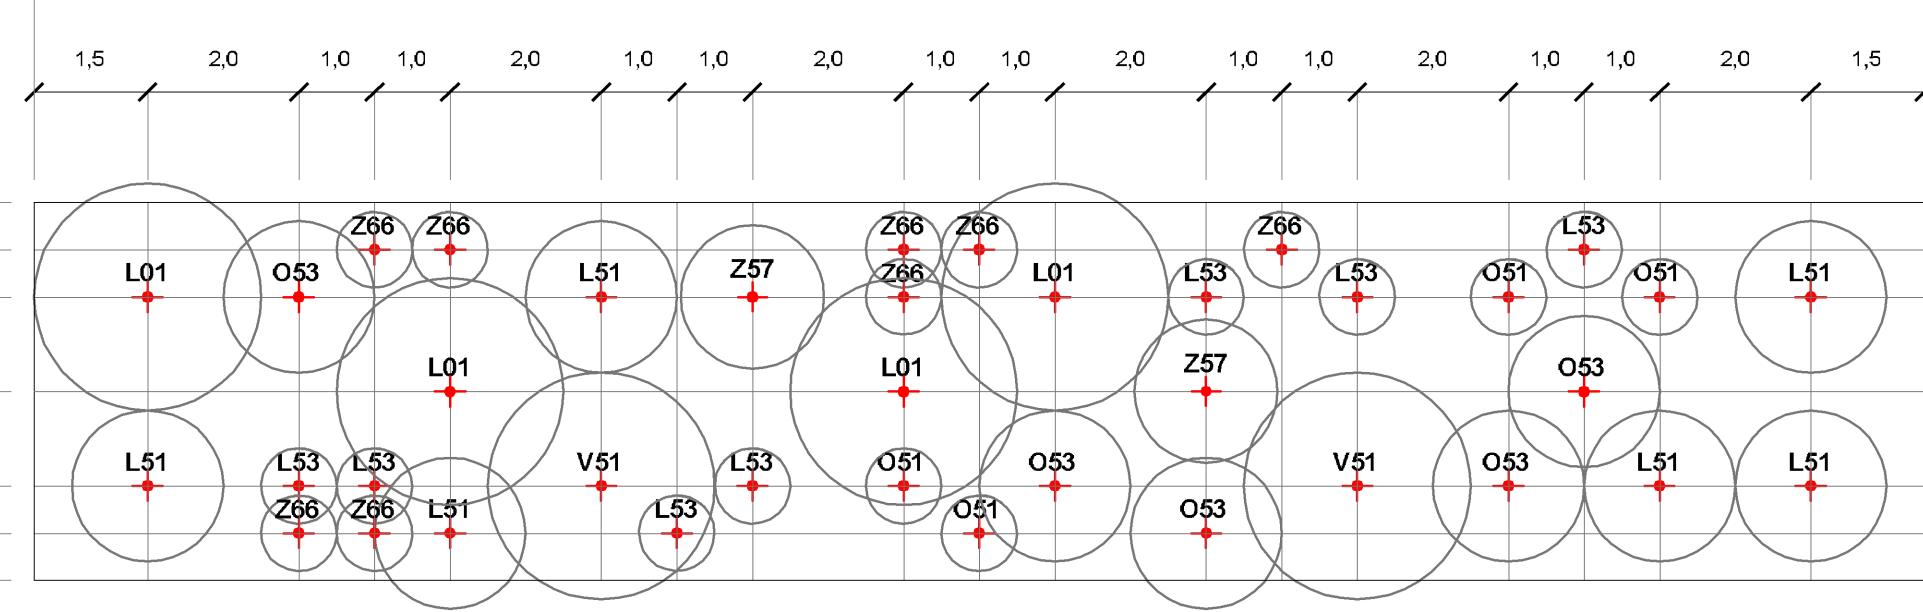 1,5 2,0 1,0 1,0 2,0 1,0 1,0 2,0 1,0 1,0 2,0 1,0 1,0 2,0 1,0 1,0 2,0 1,5
Z66 Z66 Z66 Z66 Z66 L53
L01 O53 L51 Z57 Z66 L01 L53 L53 O51 O51 L51
L01 L01 Z57 O53
L51 L53 L53 V51 L53 O51 O53 V51 O53 L51 L51
Z66 Z66 L51 L53 O51 O53